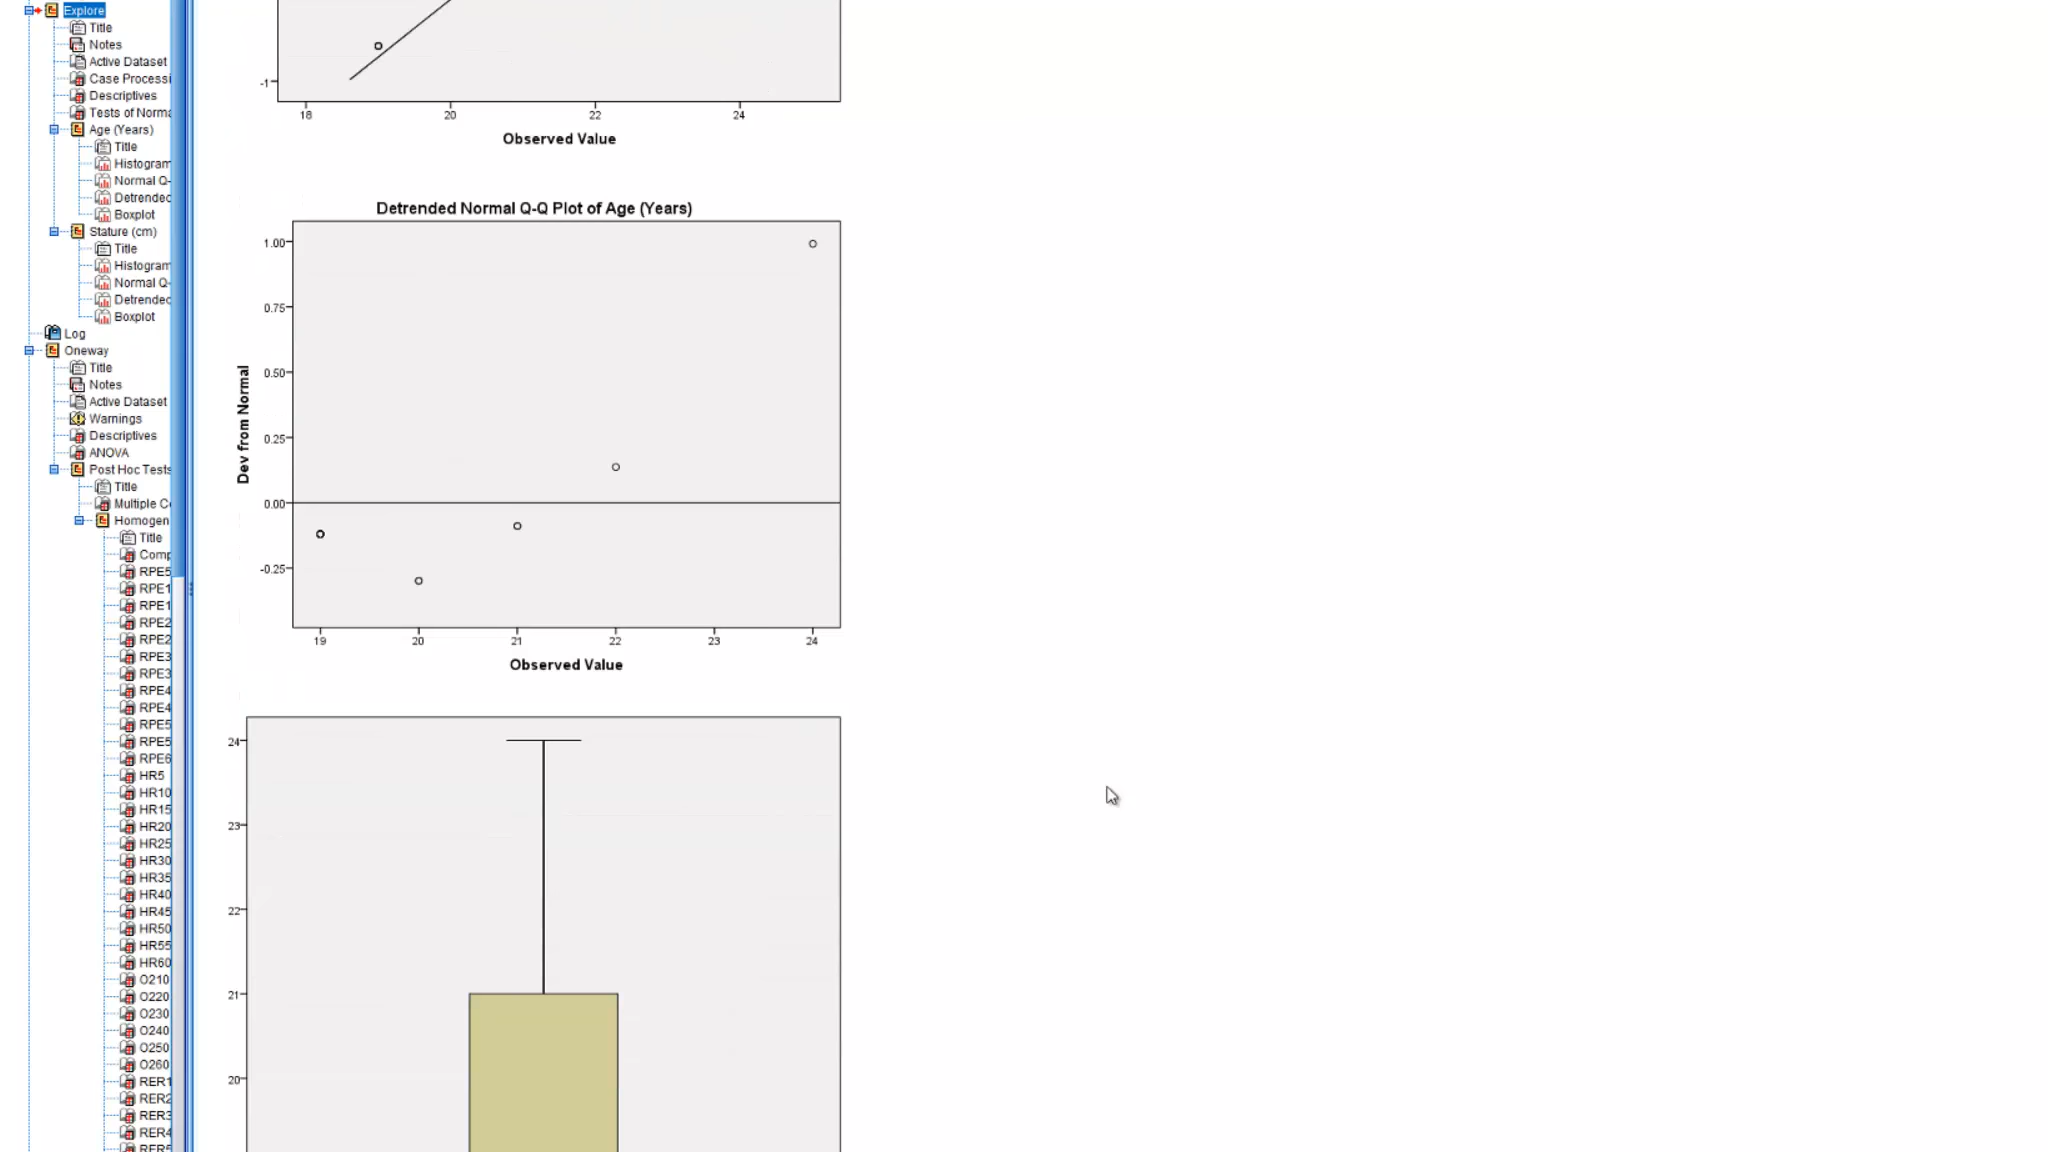 Explore
Title
Notes
Active Dataset
Case Processi
Descriptives
Tests of Norma
Age (Years)
Title
Histogram
Normal Q-
Detrended
Boxplot
Stature (cm)
Title
Histogram
Normal Q-
Detrended
Boxplot
Log
Oneway
Title
Notes
Active Dataset
Warnings
Descriptives
ANOVA
Post Hoc Tests
Title
Multiple Co
Homogen
Title
Comp
RPE5
RPE1
RPE1
RPE2
RPE2
RPE3
RPE3
RPE4
RPE4
RPE5
RPE5
RPE6
HR5
HR10
HR15
HR20
HR25
HR30
HR35
HR40
HR45
HR50
HR55
HR60
O210
O220
O230
O240
O250
O260
RER1
RER2
RER3
RER4
RER5
-1
18 20 22 24
Observed Value
Detrended Normal Q-Q Plot of Age (Years)
1.00
0.75
0.50
0.25
0.00
-0.25
Dev from Normal
19 20 21 22 23 24
Observed Value
24
23
22
21
20